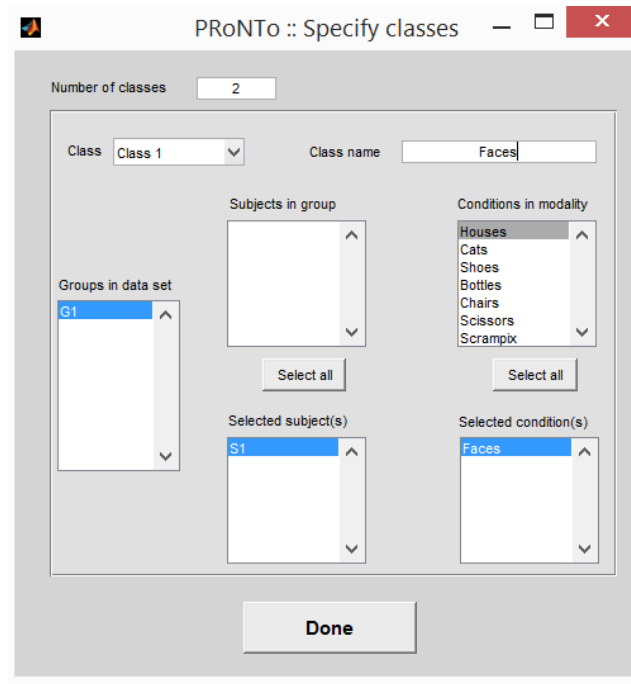 PRoNTo :: Specify classes
Number of classes 2
Class Class 1 Class name Faces
Subjects in group
Conditions in modality
Houses
Cats
Shoes
Bottles
Chairs
Scissors
Scrampix
Groups in data set
G1
Select all
Select all
Selected subject(s)
S1
Selected condition(s)
Faces
Done